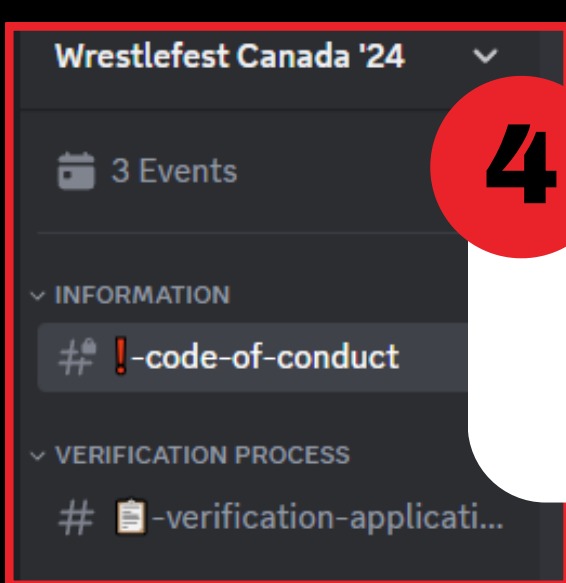 Wrestlefest Canada '24
4
3 Events
INFORMATION
❗-code-of-conduct
VERIFICATION PROCESS
# 📋-verification-applicati...